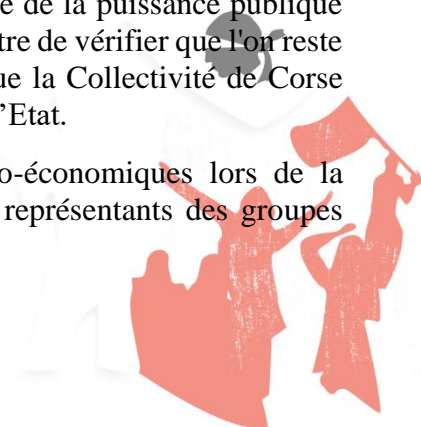 e de la puissance publique
tre de vérifier que l'on reste
ue la Collectivité de Corse
'Etat.
o-économiques lors de la
représentants des groupes